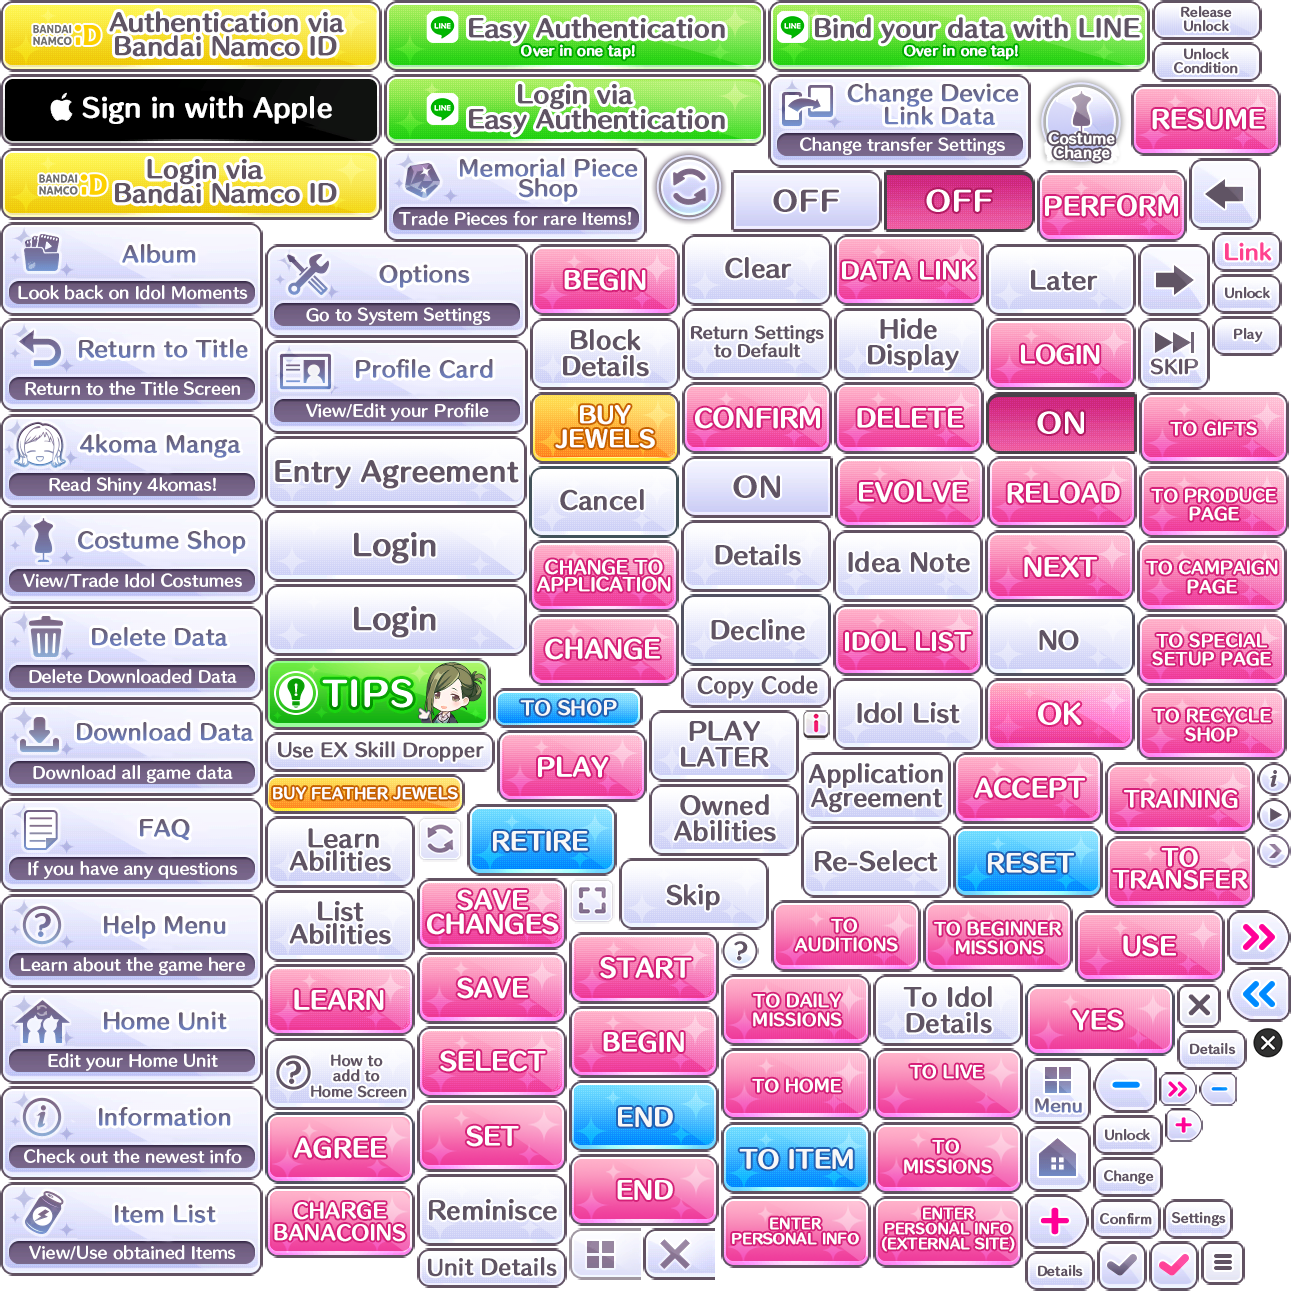 BANDAI
NAMCO iD
Authentication via
Bandai Namco ID
LINE
Easy Authentication
Over in one tap!
LINE
Bind your data with LINE
Over in one tap!
Release
Unlock
Unlock
Condition
Sign in with Apple
LINE
Login via
Easy Authentication
Change Device
Link Data
Change transfer Settings
Costume
Change
RESUME
BANDAI
NAMCO iD
Login via
Bandai Namco ID
Memorial Piece
Shop
Trade Pieces for rare Items!
OFF
OFF
PERFORM
Album
Look back on Idol Moments
Return to Title
Return to the Title Screen
4koma Manga
Read Shiny 4komas!
Costume Shop
View/Trade Idol Costumes
Delete Data
Delete Downloaded Data
Download Data
Download all game data
FAQ
If you have any questions
Help Menu
Learn about the game here
Home Unit
Edit your Home Unit
Information
Check out the newest info
Item List
View/Use obtained Items
Options
Go to System Settings
Profile Card
View/Edit your Profile
Entry Agreement
Login
Login
TIPS
Use EX Skill Dropper
BUY FEATHER JEWELS
Learn
Abilities
List
Abilities
LEARN
How to
add to
Home Screen
AGREE
CHARGE
BANACOINS
BEGIN
Block
Details
BUY
JEWELS
Cancel
CHANGE TO
APPLICATION
CHANGE
TO SHOP
PLAY
RETIRE
SAVE
CHANGES
SAVE
SELECT
SET
Reminisce
Unit Details
Clear
Return Settings
to Default
CONFIRM
ON
Details
Decline
Copy Code
PLAY
LATER
Owned
Abilities
Skip
START
BEGIN
END
END
DATA LINK
Hide
Display
DELETE
EVOLVE
Idea Note
IDOL LIST
Idol List
Application
Agreement
Re-Select
TO
AUDITIONS
TO DAILY
MISSIONS
TO HOME
TO ITEM
ENTER
PERSONAL INFO
Later
LOGIN
ON
RELOAD
NEXT
NO
OK
ACCEPT
RESET
TO BEGINNER
MISSIONS
To Idol
Details
TO LIVE
TO
MISSIONS
ENTER
PERSONAL INFO
(EXTERNAL SITE)
Link
Unlock
Play
SKIP
TO GIFTS
TO PRODUCE
PAGE
TO CAMPAIGN
PAGE
TO SPECIAL
SETUP PAGE
TO RECYCLE
SHOP
TRAINING
TO
TRANSFER
USE
YES
Details
Menu
Unlock
Change
Confirm
Settings
Details